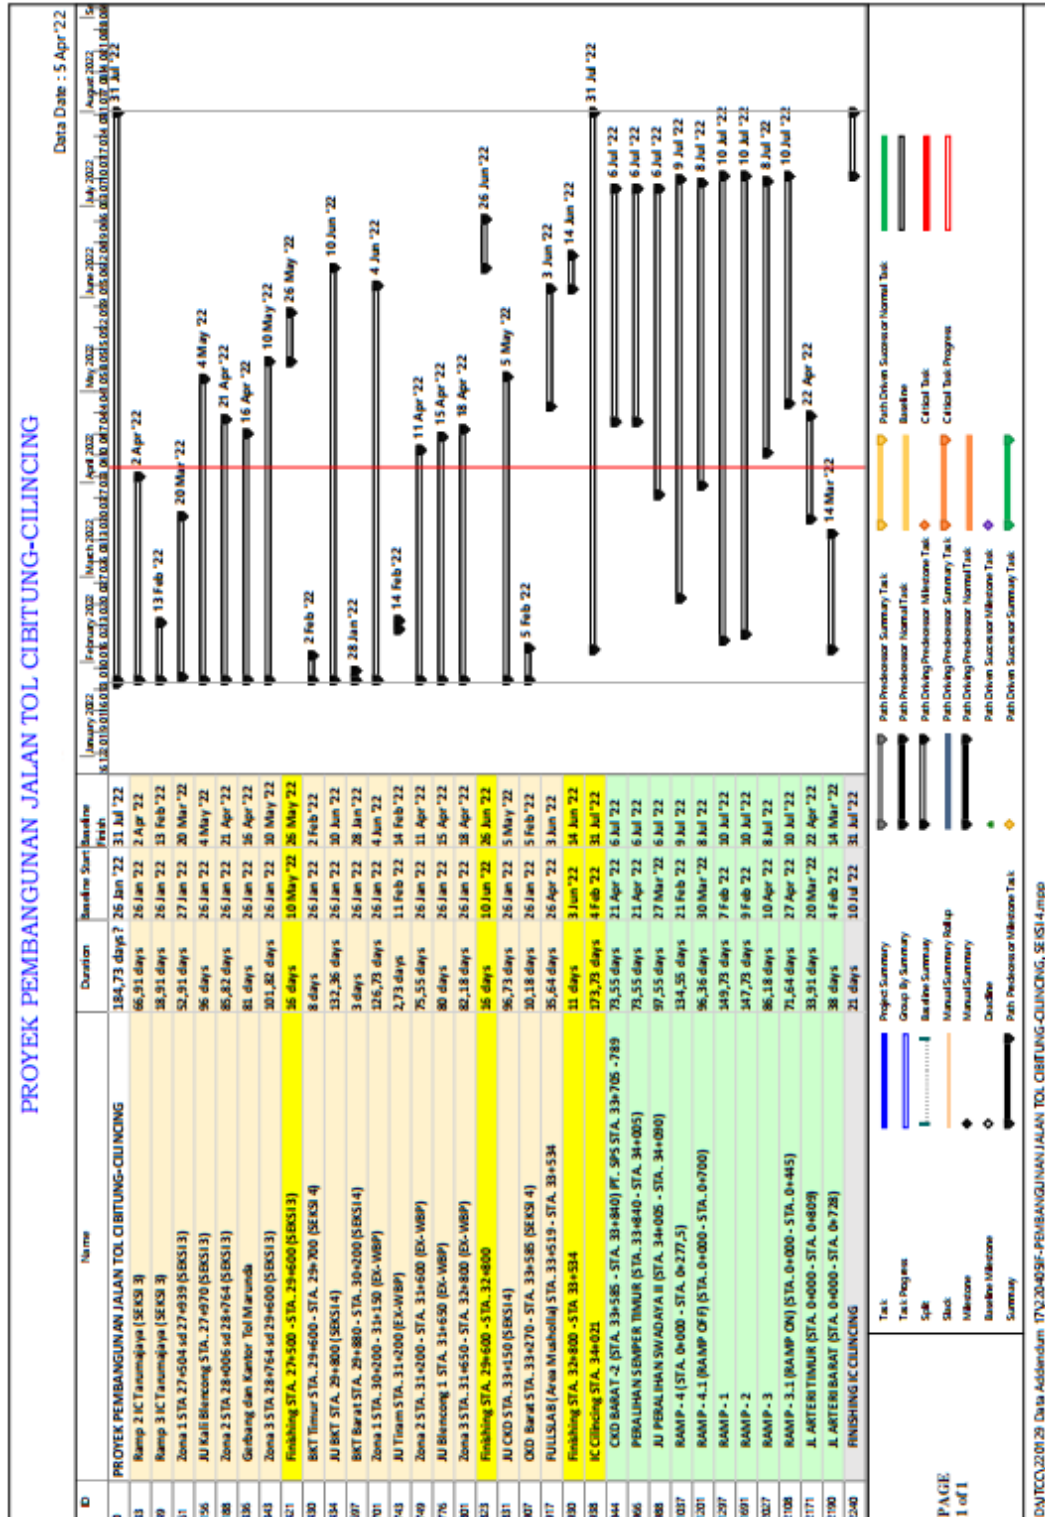 PROYEK PEMBANGUNAN JALAN TOL CIBITUNG-CILINCING
Data Date : 5 Apr '22
ID Name Duration Baseline Start Baseline Finish
January 2022 February 2022 March 2022 April 2022 May 2022 June 2022 July 2022 August 2022
PROYEK PEMBANGUNAN JALAN TOL CIBITUNG-CILINCING 184,73 days? 26 Jan '22 31 Jul '22 31 Jul '22
Ramp 2 IC Tarumajaya (SEKSI 3) 66,91 days 26 Jan '22 2 Apr '22 2 Apr '22
Ramp 3 IC Tarumajaya (SEKSI 3) 18,91 days 26 Jan '22 13 Feb '22 13 Feb '22
Zona 1 STA 27+504 sd 27+939 (SEKSI 3) 52,91 days 27 Jan '22 20 Mar '22 20 Mar '22
JU Kali Blencong STA. 27+970 (SEKSI 3) 96 days 26 Jan '22 4 May '22 4 May '22
Zona 2 STA 28+006 sd 28+764 (SEKSI 3) 85,82 days 26 Jan '22 21 Apr '22 21 Apr '22
Gerbang dan Kantor Tol Marunda 81 days 26 Jan '22 16 Apr '22 16 Apr '22
Zona 3 STA 28+764 sd 29+600 (SEKSI 3) 101,82 days 26 Jan '22 10 May '22 10 May '22
Finishing STA. 27+500 - STA. 29+600 (SEKSI 3) 16 days 10 May '22 26 May '22 26 May '22
BKT Timur STA. 29+600 - STA. 29+700 (SEKSI 4) 8 days 26 Jan '22 2 Feb '22 2 Feb '22
JU BKT STA. 29+800 (SEKSI 4) 132,36 days 26 Jan '22 10 Jun '22 10 Jun '22
BKT Barat STA. 29+880 - STA. 30+200 (SEKSI 4) 3 days 26 Jan '22 28 Jan '22 28 Jan '22
Zona 1 STA. 30+200 - 31+150 (EX-WBP) 126,73 days 26 Jan '22 4 Jun '22 4 Jun '22
JU Tiram STA. 31+200 (EX-WBP) 2,73 days 11 Feb '22 14 Feb '22 14 Feb '22
Zona 2 STA. 31+200 - STA. 31+600 (EX-WBP) 75,55 days 26 Jan '22 11 Apr '22 11 Apr '22
JU Blencong 1 STA. 31+650 (EX-WBP) 80 days 26 Jan '22 15 Apr '22 15 Apr '22
Zona 3 STA. 31+650 - STA. 32+800 (EX-WBP) 82,18 days 26 Jan '22 18 Apr '22 18 Apr '22
Finishing STA. 29+600 - STA. 32+800 16 days 10 Jun '22 26 Jun '22 26 Jun '22
JU CKD STA. 33+150 (SEKSI 4) 96,73 days 26 Jan '22 5 May '22 5 May '22
CKD Barat STA. 33+270 - STA. 33+585 (SEKSI 4) 10,18 days 26 Jan '22 5 Feb '22 5 Feb '22
FULLSLAB (Area Musholla) STA. 33+519 - STA. 33+534 35,64 days 26 Apr '22 3 Jun '22 3 Jun '22
Finishing STA. 32+800 - STA 33+534 11 days 3 Jun '22 14 Jun '22 14 Jun '22
IC Cilincing STA. 34+021 173,73 days 4 Feb '22 31 Jul '22 31 Jul '22
CKD BARAT -2 (STA. 33+585 - STA. 33+840) PT. SPS STA. 33+705 - 789 73,55 days 21 Apr '22 6 Jul '22 6 Jul '22
PERALIHAN SEMPER TIMUR (STA. 33+840 - STA. 34+005) 73,55 days 21 Apr '22 6 Jul '22 6 Jul '22
JU PERALIHAN SWADAYA II (STA. 34+005 - STA. 34+090) 97,55 days 27 Mar '22 6 Jul '22 6 Jul '22
RAMP - 4 (STA. 0+000 - STA. 0+277,5) 134,55 days 21 Feb '22 9 Jul '22 9 Jul '22
RAMP - 4.1 (RAMP OFF) (STA. 0+000 - STA. 0+700) 96,36 days 30 Mar '22 8 Jul '22 8 Jul '22
RAMP - 1 149,73 days 7 Feb '22 10 Jul '22 10 Jul '22
RAMP - 2 147,73 days 9 Feb '22 10 Jul '22 10 Jul '22
RAMP - 3 86,18 days 10 Apr '22 8 Jul '22 8 Jul '22
RAMP - 3.1 (RAMP ON) (STA. 0+000 - STA. 0+445) 71,64 days 27 Apr '22 10 Jul '22 10 Jul '22
JL ARTERI TIMUR (STA. 0+000 - STA. 0+809) 33,91 days 20 Mar '22 22 Apr '22 22 Apr '22
JL ARTERI BARAT (STA. 0+000 - STA. 0+728) 38 days 4 Feb '22 14 Mar '22 14 Mar '22
FINISHING IC CILINCING 21 days 10 Jul '22 31 Jul '22
PAGE
1 of 1
Task
Task Progress
Split
Slack
Milestone
Baseline Milestone
Summary
Project Summary
Group By Summary
Baseline Summary
Manual Summary Rollup
Manual Summary
Deadline
Path Predecessor Milestone Task
Path Predecessor Summary Task
Path Predecessor Normal Task
Path Driving Predecessor Milestone Task
Path Driving Predecessor Summary Task
Path Driving Predecessor Normal Task
Path Driven Successor Milestone Task
Path Driven Successor Summary Task
Path Driven Successor Normal Task
Baseline
Critical Task
Critical Task Progress